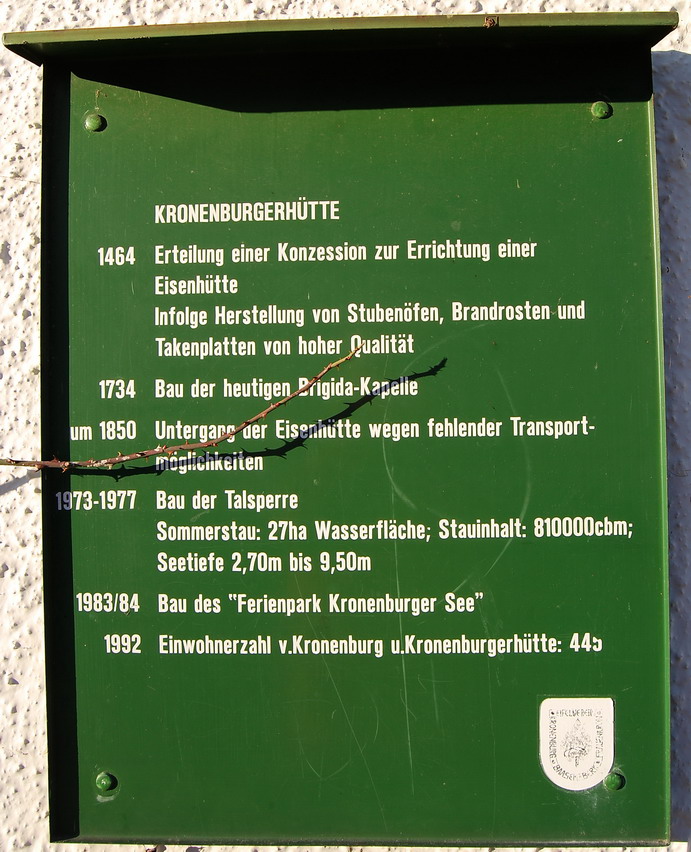 KRONENBURGERHÜTTE
1464 Erteilung einer Konzession zur Errichtung einer
Eisenhütte
Infolge Herstellung von Stubenöfen, Brandrosten und
Takenplatten von hoher Qualität
1734 Bau der heutigen Brigida-Kapelle
um 1850 Untergang der Eisenhütte wegen fehlender Transport-
möglichkeiten
1973-1977 Bau der Talsperre
Sommerstau: 27ha Wasserfläche; Stauinhalt: 810000cbm;
Seetiefe 2,70m bis 9,50m
1983/84 Bau des "Ferienpark Kronenburger See"
1992 Einwohnerzahl v.Kronenburg u.Kronenburgerhütte: 445
EIFELVEREIN
KRONENBURG